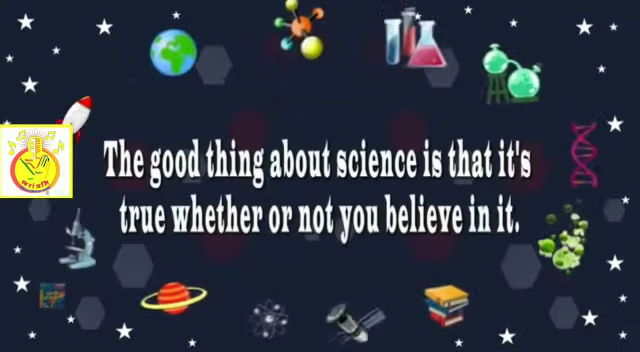 The good thing about science is that it's
true whether or not you believe in it.